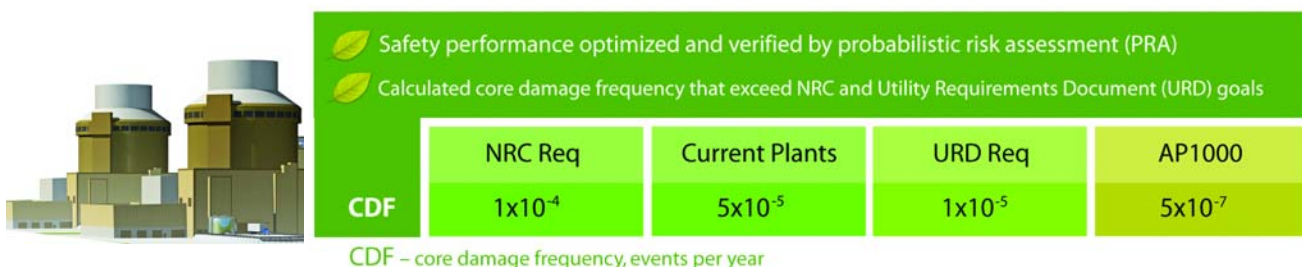 Safety performance optimized and verified by probabilistic risk assessment (PRA)
Calculated core damage frequency that exceed NRC and Utility Requirements Document (URD) goals
NRC Req Current Plants URD Req AP1000
CDF 1x10⁻⁴ 5x10⁻⁵ 1x10⁻⁵ 5x10⁻⁷
CDF – core damage frequency, events per year